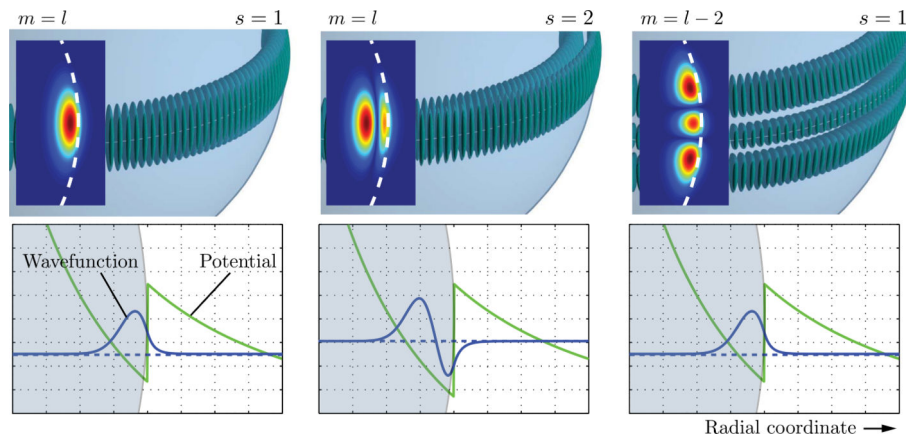 m = l s = 1
m = l s = 2
m = l − 2 s = 1
Wavefunction Potential
Radial coordinate